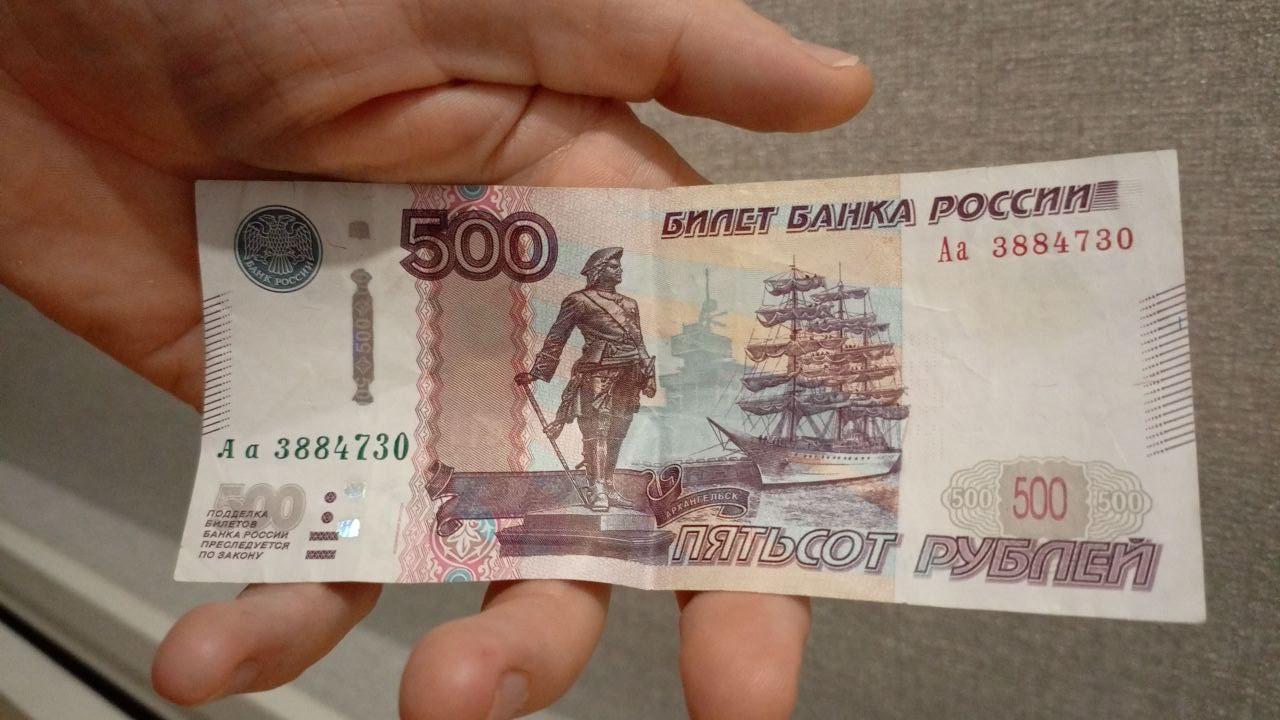 БАНК РОССИИ
500
БИЛЕТ БАНКА РОССИИ
Аа 3884730
500
Аа 3884730
АРХАНГЕЛЬСК
500
500 500 500
ПОДДЕЛКА
БИЛЕТОВ
БАНКА РОССИИ
ПРЕСЛЕДУЕТСЯ
ПО ЗАКОНУ
ПЯТЬСОТ РУБЛЕЙ